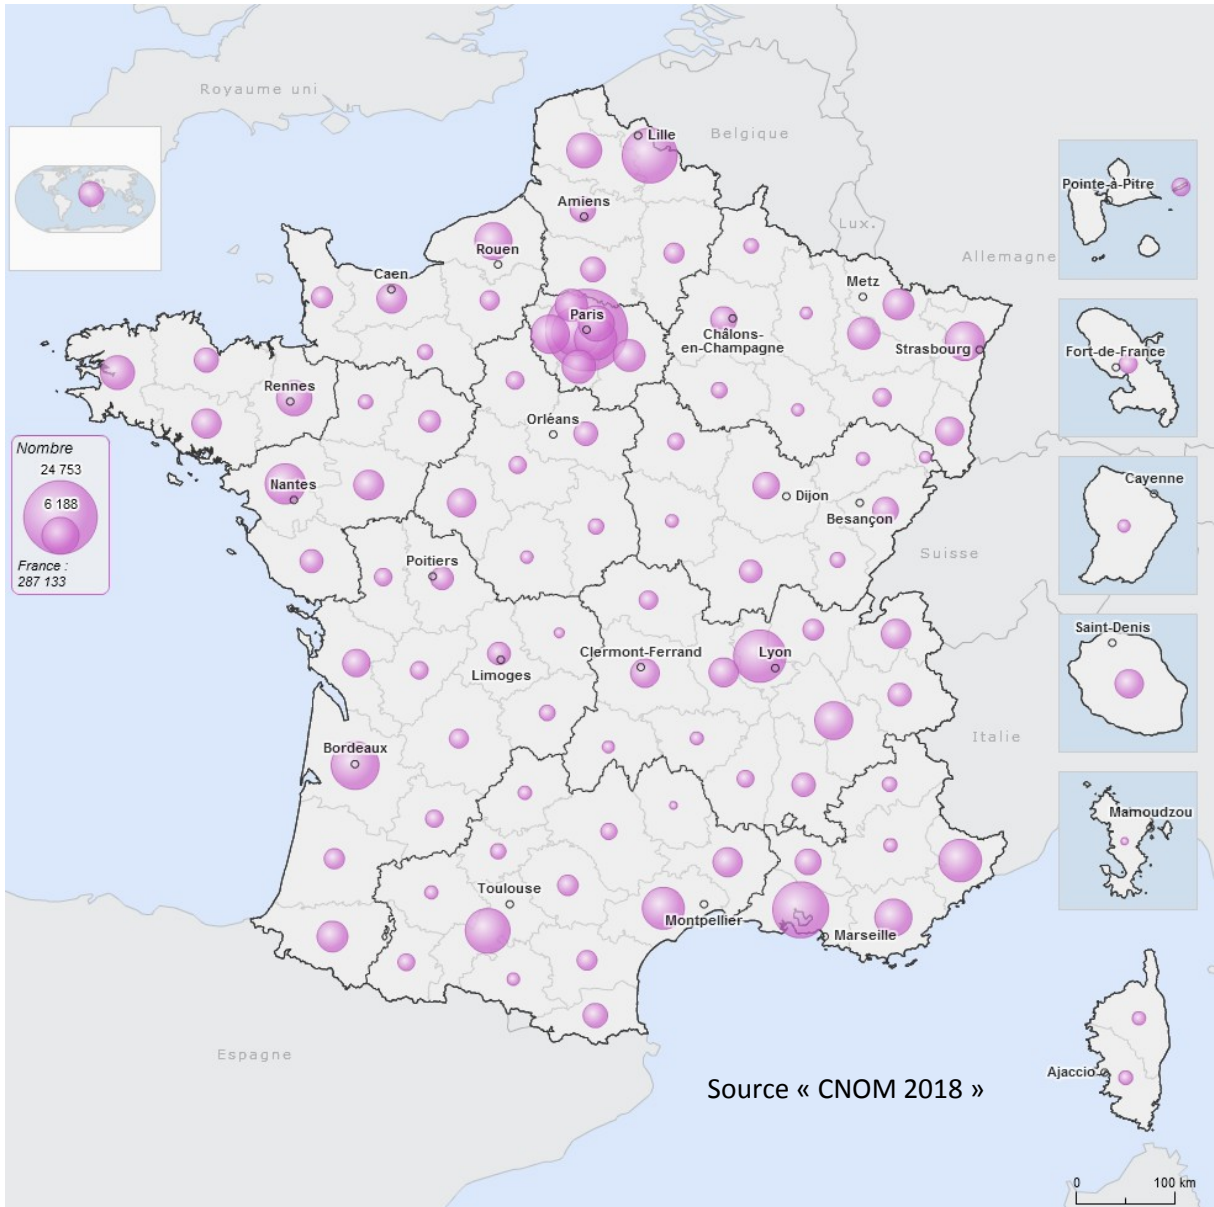 Royaume uni
Belgique
Lille
Pointe-à-Pitre
Amiens
Lux.
Allemagne
Rouen
Caen
Metz
Paris
Châlons-
en-Champagne
Strasbourg
Fort-de-France
Rennes
Orléans
Nombre
24 753
6 188
France :
287 133
Nantes
Dijon
Besançon
Cayenne
Suisse
Poitiers
Saint-Denis
Clermont-Ferrand
Lyon
Limoges
Italie
Bordeaux
Mamoudzou
Toulouse
Montpellier
Marseille
Espagne
Ajaccio
Source « CNOM 2018 »
0 100 km